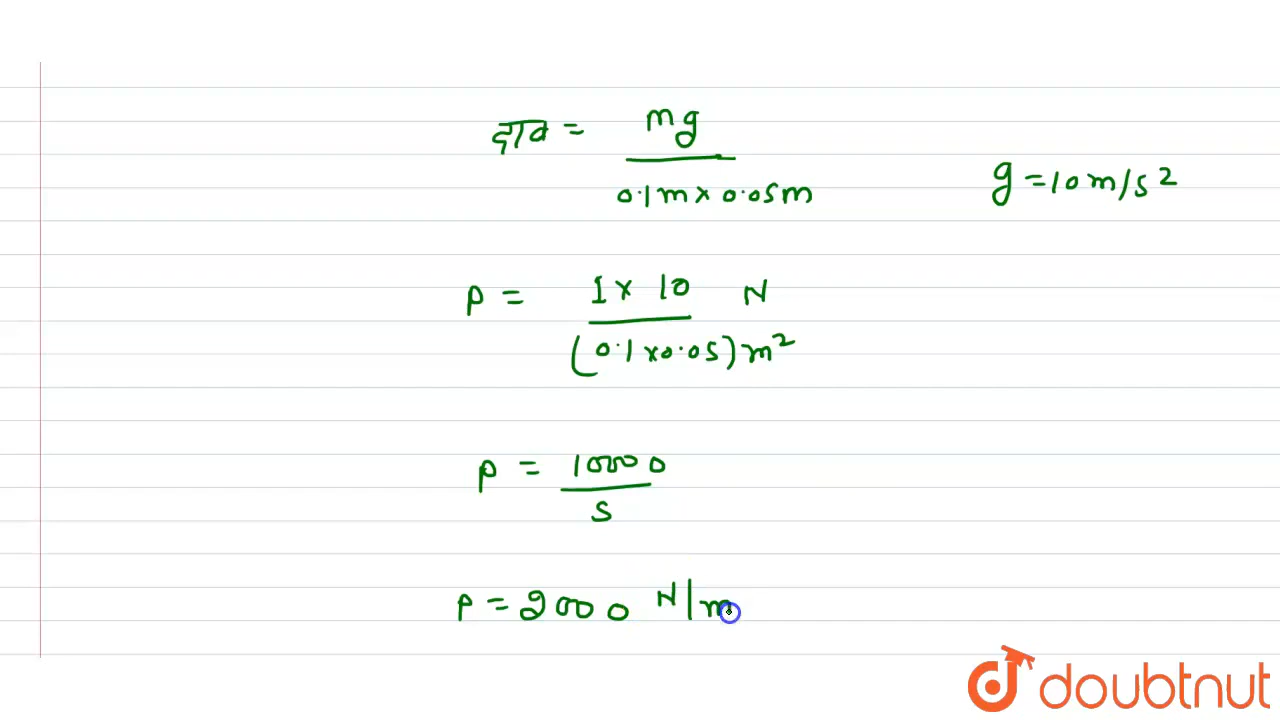 दाब = mg
0.1m x 0.05m
g = 10 m/s2
P = 1 x 10 N
(0.1 x 0.05) m2
P = 10000
5
P = 2000 N/m
doubtnut